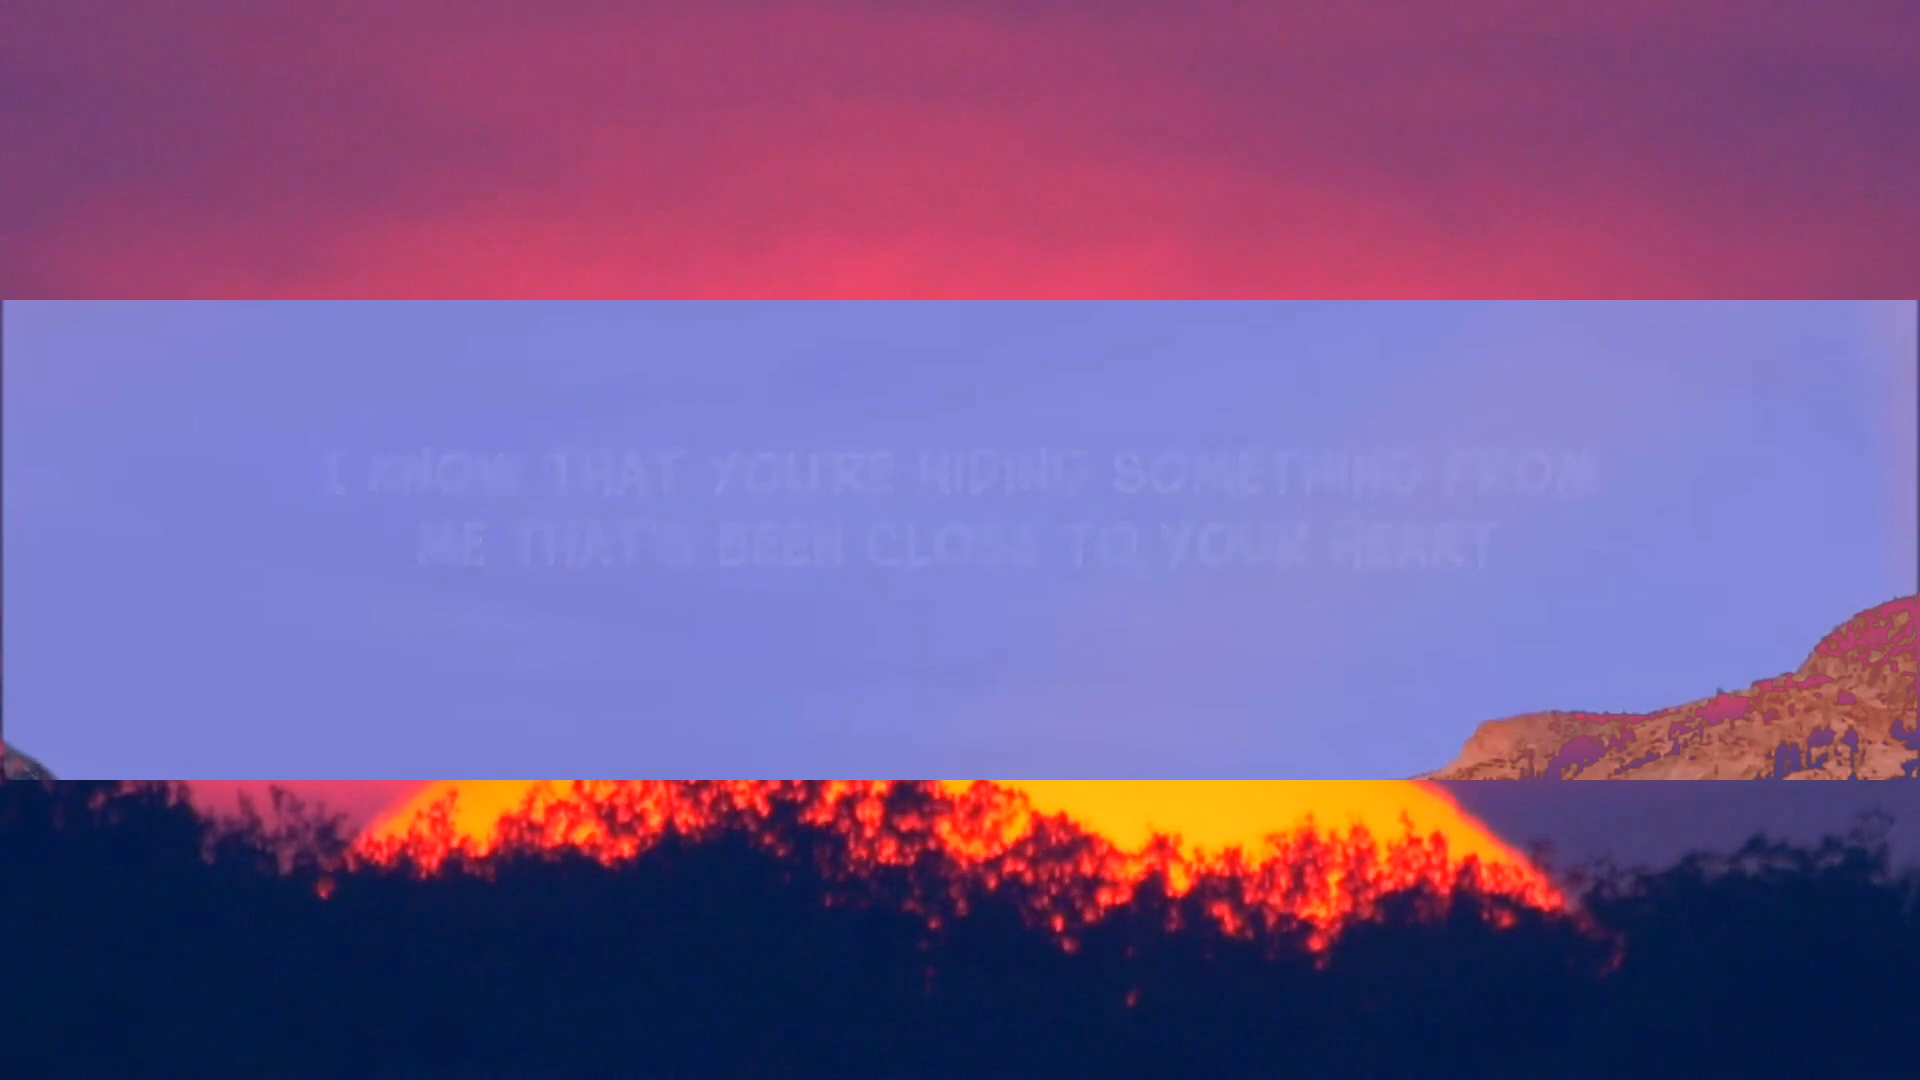 I KNOW THAT YOU'RE HIDING SOMETHING FROM
ME THAT'S BEEN CLOSE TO YOUR HEART